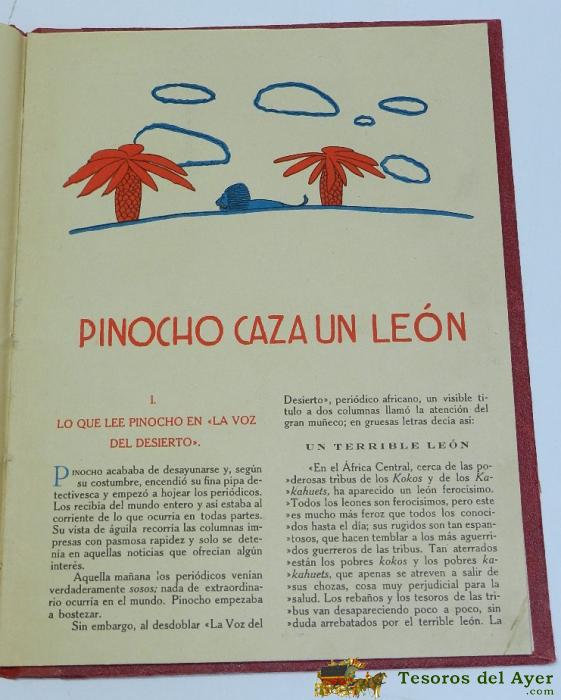 PINOCHO CAZA UN LEÓN
I.
LO QUE LEE PINOCHO EN «LA VOZ
DEL DESIERTO».
PINOCHO acababa de desayunarse y, según
su costumbre, encendió su fina pipa de-
tectivesca y empezó a hojear los periódicos.
Los recibía del mundo entero y así estaba al
corriente de lo que ocurría en todas partes.
Su vista de águila recorría las columnas im-
presas con pasmosa rapidez y solo se dete-
nía en aquellas noticias que ofrecían algún
interés.
Aquella mañana los periódicos venían
verdaderamente sosos; nada de extraordina-
rio ocurría en el mundo. Pinocho empezaba
a bostezar.
Sin embargo, al desdoblar «La Voz del
Desierto», periódico africano, un visible tí-
tulo a dos columnas llamó la atención del
gran muñeco; en gruesas letras decía así:
UN TERRIBLE LEÓN
«En el África Central, cerca de las po-
»derosas tribus de los Kokos y de los Ka-
»kahuets, ha aparecido un león ferocísimo.
»Todos los leones son ferocísimos, pero este
»es mucho más feroz que todos los conoci-
»dos hasta el día; sus rugidos son tan espan-
»tosos, que hacen temblar a los más aguerri-
»dos guerreros de las tribus. Tan aterrados
»están los pobres kokos y los pobres ka-
»kahuets, que apenas se atreven a salir de
»sus chozas, cosa muy perjudicial para la
»salud. Los rebaños y los tesoros de las tri-
»bus van desapareciendo poco a poco, sin
»duda arrebatados por el terrible león. La
Tesoros del Ayer
.com